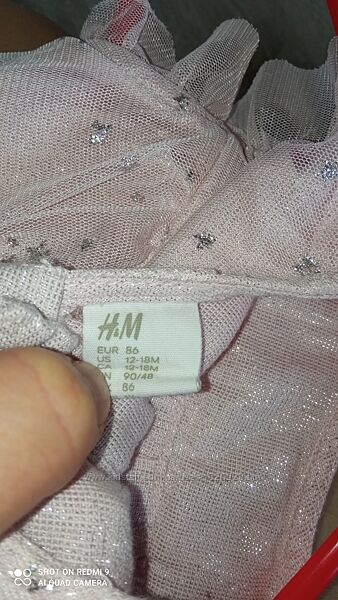 H&M
EUR 86
US 12-18M
CA 12-18M
90/48
86
SHOT ON REDMI 9
AI QUAD CAMERA